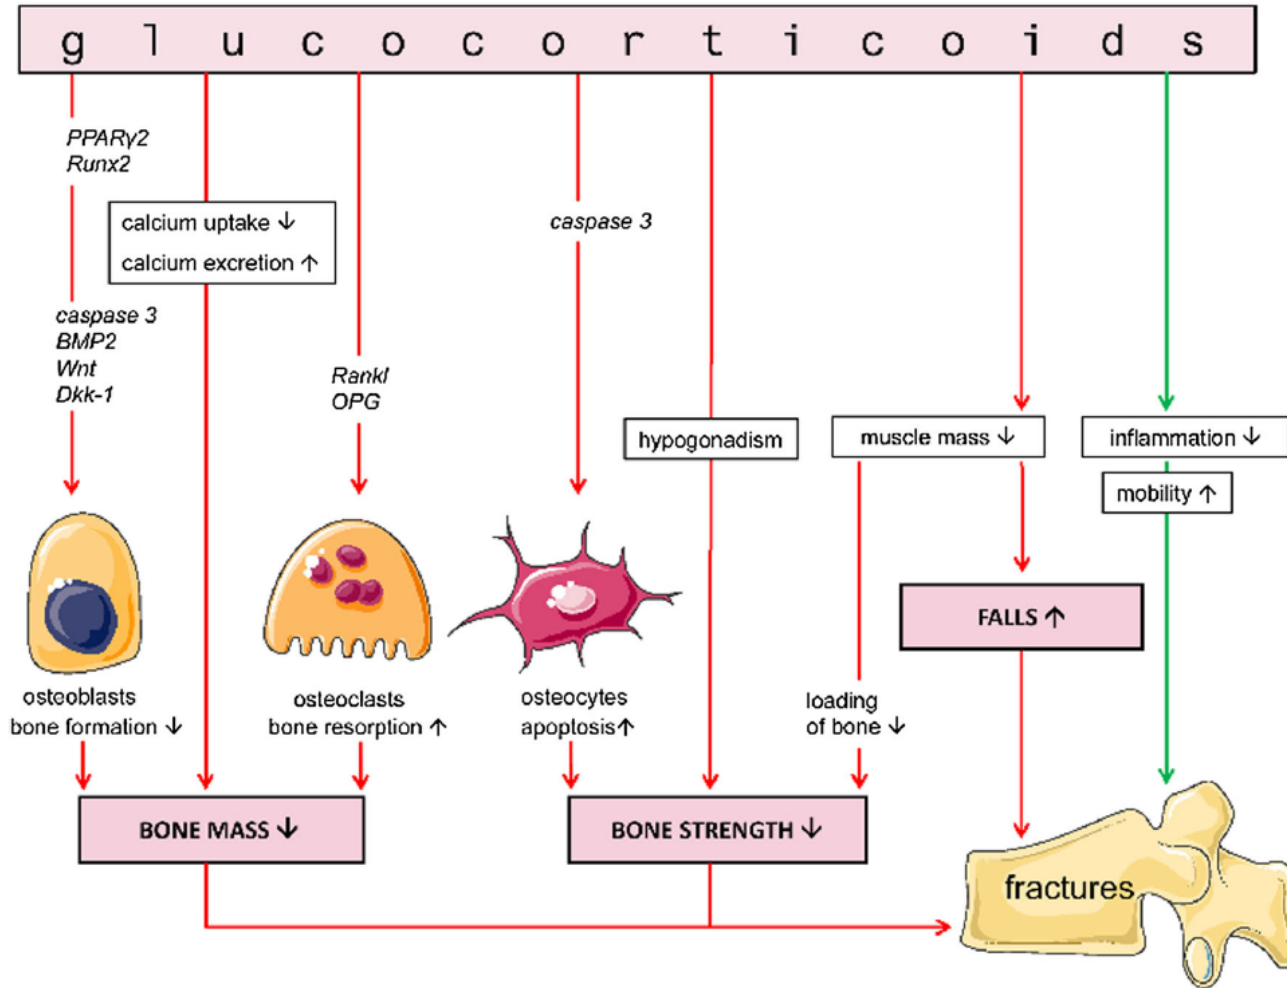 g l u c o c o r t i c o i d s
PPARγ2
Runx2
calcium uptake ↓
calcium excretion ↑
caspase 3
caspase 3
BMP2
Wnt
Dkk-1
Rankl
OPG
hypogonadism
muscle mass ↓
inflammation ↓
mobility ↑
FALLS ↑
osteoblasts
bone formation ↓
osteoclasts
bone resorption ↑
osteocytes
apoptosis↑
loading
of bone ↓
BONE MASS ↓
BONE STRENGTH ↓
fractures